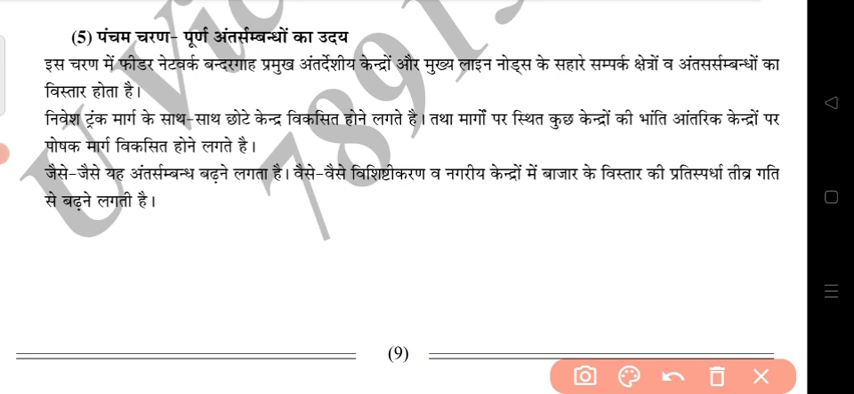 (5) पंचम चरण- पूर्ण अंतर्सम्बन्धों का उदय
इस चरण में फीडर नेटवर्क बन्दरगाह प्रमुख अंतर्देशीय केन्द्रों और मुख्य लाइन नोड्स के सहारे सम्पर्क क्षेत्रों व अंतसर्सम्बन्धों का
विस्तार होता है।
निवेश ट्रंक मार्ग के साथ-साथ छोटे केन्द्र विकसित होने लगते है। तथा मार्गों पर स्थित कुछ केन्द्रों की भांति आंतरिक केन्द्रों पर
पोषक मार्ग विकसित होने लगते है।
जैसे-जैसे यह अंतर्सम्बन्ध बढ़ने लगता है। वैसे-वैसे विशिष्टीकरण व नगरीय केन्द्रों में बाजार के विस्तार की प्रतिस्पर्धा तीव्र गति
से बढ़ने लगती है।
(9)